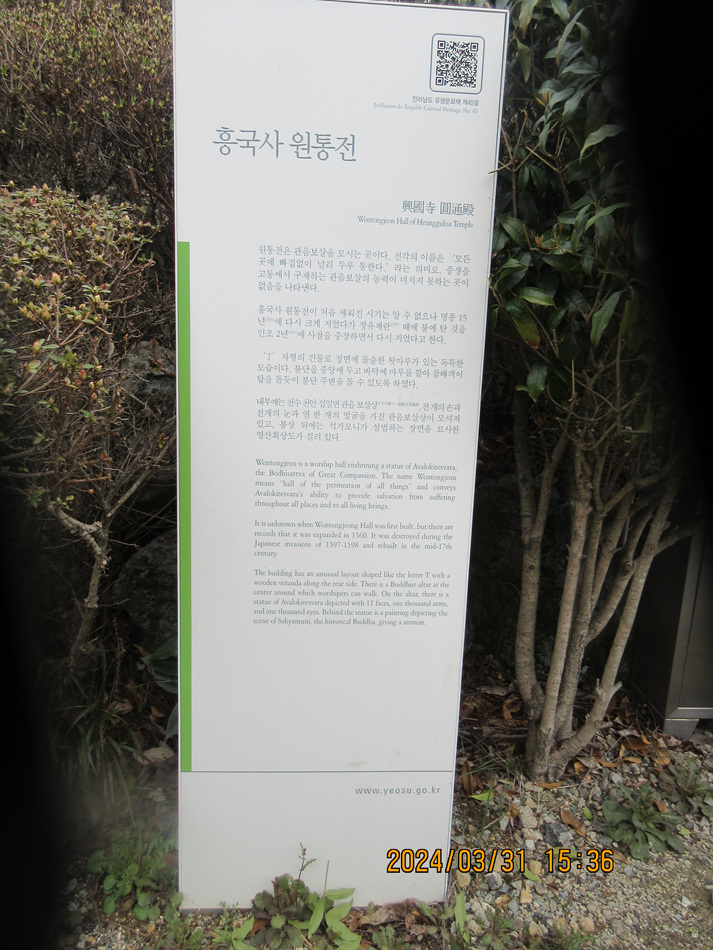 전라남도 유형문화재 제45호
Jeollanam-do Tangible Cultural Heritage No. 45
흥국사 원통전
興國寺 圓通殿
Wontongjeon Hall of Heungguksa Temple
원통전은 관음보살을 모시는 곳이다. 전각의 이름은 ‘모든
곳에 빠짐없이 널리 두루 통한다.’ 라는 의미로, 중생을
고통에서 구제하는 관음보살의 능력이 미치지 못하는 곳이
없음을 나타낸다.
흥국사 원통전이 처음 세워진 시기는 알 수 없으나 명종 15
년에 다시 크게 지었다가 정유재란 때에 불에 탄 것을
인조 2년에 사찰을 중창하면서 다시 지었다고 한다.
‘丁’ 자형의 건물로 정면에 돌출한 툇마루가 있는 독특한
모습이다. 불단을 중앙에 두고 바닥에 마루를 깔아 참배객이
탑을 돌듯이 불단 주변을 돌 수 있도록 하였다.
내부에는 천수 천안 십일면 관음보살상, 천 개의 손과
천개의 눈과 열 한 개의 얼굴을 가진 관음보살상이 모셔져
있고, 불상 뒤에는 석가모니가 설법하는 장면을 묘사한
영산회상도가 걸려 있다.
Wontongjeon is a worship hall enshrining a statue of Avalokitesvara,
the Bodhisattva of Great Compassion. The name Wontongjeon
means "hall of the permeation of all things" and conveys
Avalokitesvara's ability to provide salvation from suffering
throughout all places and to all living beings.
It is unknown when Wontongjeong Hall was first built, but there are
records that it was expanded in 1560. It was destroyed during the
Japanese invasions of 1597-1598 and rebuilt in the mid-17th
century.
The building has an unusual layout shaped like the letter T with a
wooden veranda along the rear side. There is a Buddhist altar at the
center around which worshipers can walk. On the altar, there is a
statue of Avalokitesvara depicted with 11 faces, one thousand arms,
and one thousand eyes. Behind the statue is a painting depicting the
scene of Sakyamuni, the historical Buddha, giving a sermon.
www.yeosu.go.kr
2024/03/31 15:36